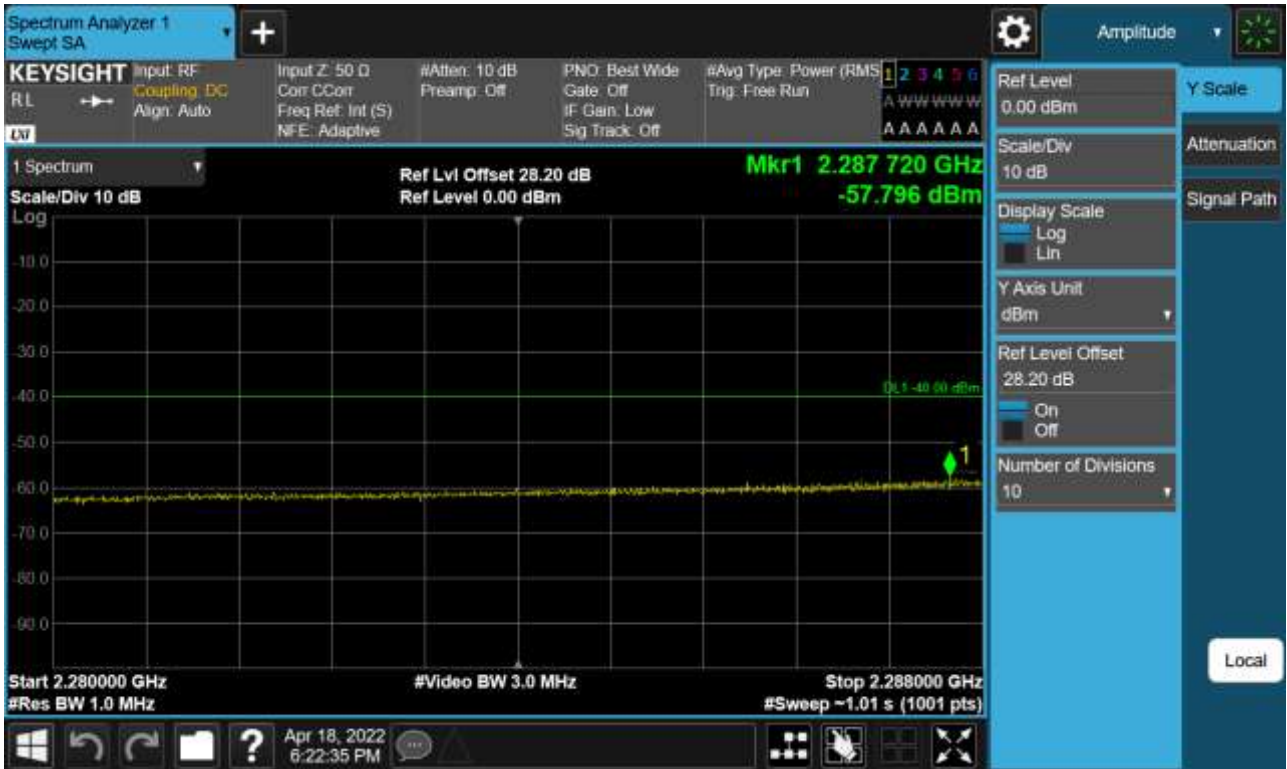 Spectrum Analyzer 1
Swept SA
+
Amplitude
KEYSIGHT
RL
LXI
Input: RF
Coupling: DC
Align: Auto
Input Z: 50 Ω
Corr CCorr
Freq Ref: Int (S)
NFE: Adaptive
#Atten: 10 dB
Preamp: Off
PNO: Best Wide
Gate: Off
IF Gain: Low
Sig Track: Off
#Avg Type: Power (RMS
Trig: Free Run
1 2 3 4 5 6
A W W W W W
A A A A A A
1 Spectrum
Scale/Div 10 dB
Ref Lvl Offset 28.20 dB
Ref Level 0.00 dBm
Mkr1 2.287 720 GHz
-57.796 dBm
Log
-10.0
-20.0
-30.0
DL1 -40.00 dBm
-40.0
-50.0
1
-60.0
-70.0
-80.0
-90.0
Start 2.280000 GHz
#Video BW 3.0 MHz
Stop 2.288000 GHz
#Res BW 1.0 MHz
#Sweep ~1.01 s (1001 pts)
Ref Level
0.00 dBm
Scale/Div
10 dB
Display Scale
Log
Lin
Y Axis Unit
dBm
Ref Level Offset
28.20 dB
On
Off
Number of Divisions
10
Y Scale
Attenuation
Signal Path
Local
?
Apr 18, 2022
6:22:35 PM